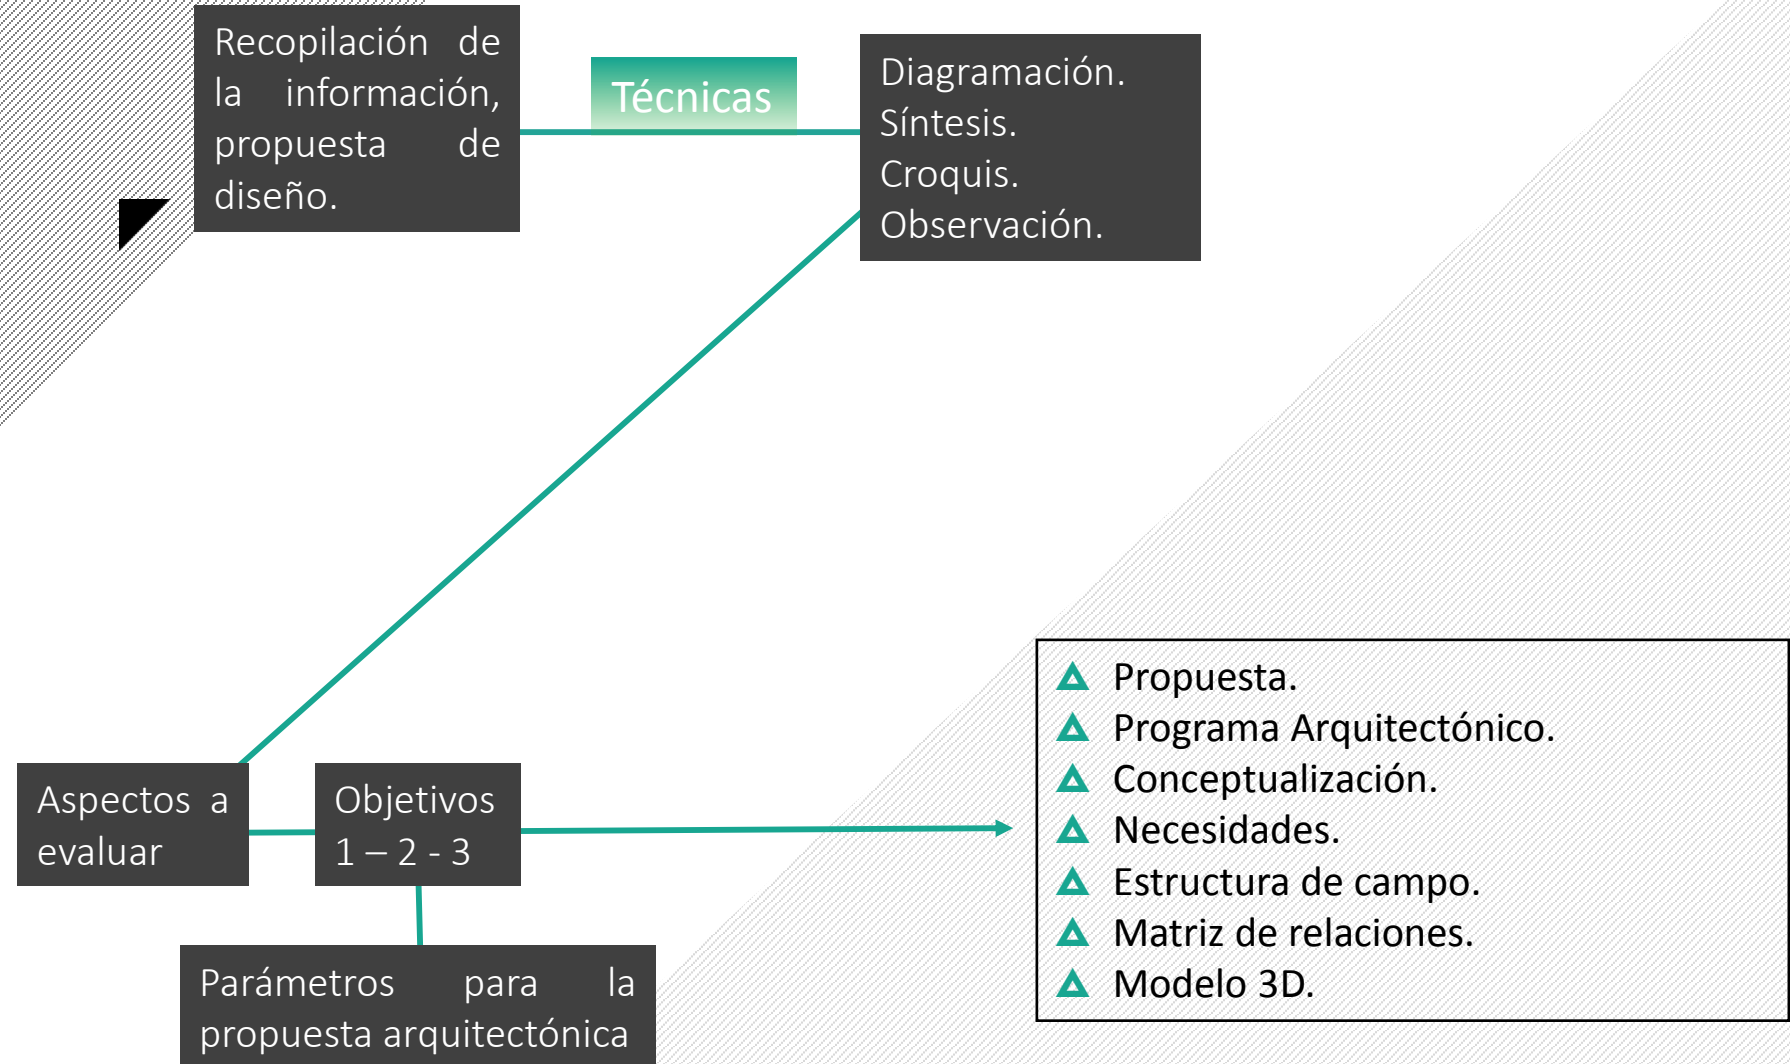 Recopilación de
la información,
propuesta de
diseño.
Técnicas
Diagramación.
Síntesis.
Croquis.
Observación.
Aspectos a
evaluar
Objetivos
1 – 2 - 3
Parámetros para la
propuesta arquitectónica
Propuesta.
Programa Arquitectónico.
Conceptualización.
Necesidades.
Estructura de campo.
Matriz de relaciones.
Modelo 3D.